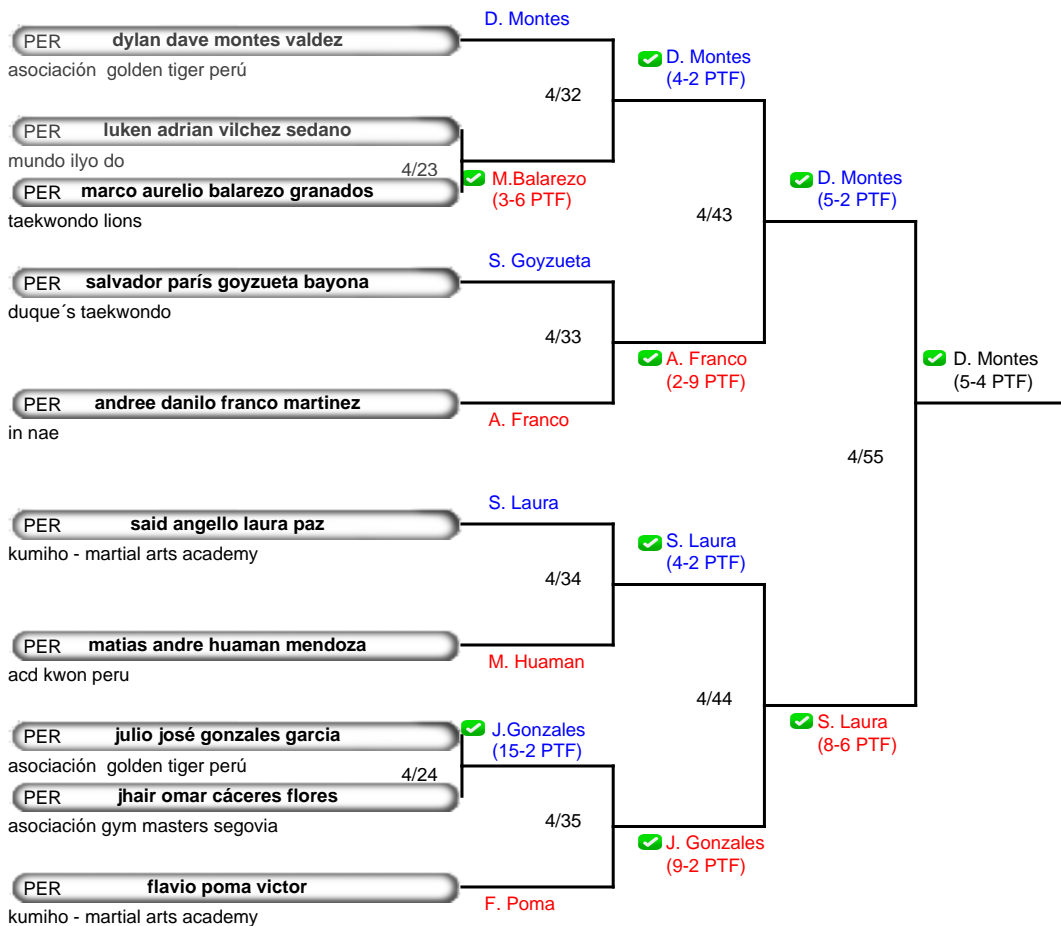 D. Montes
PER dylan dave montes valdez
asociación golden tiger perú
D. Montes
(4-2 PTF)
4/32
PER luken adrian vilchez sedano
mundo ilyo do
4/23
M.Balarezo
(3-6 PTF)
PER marco aurelio balarezo granados
taekwondo lions
D. Montes
(5-2 PTF)
4/43
S. Goyzueta
PER salvador parís goyzueta bayona
duque´s taekwondo
4/33
A. Franco
(2-9 PTF)
D. Montes
(5-4 PTF)
PER andree danilo franco martinez
in nae
A. Franco
4/55
S. Laura
PER said angello laura paz
kumiho - martial arts academy
S. Laura
(4-2 PTF)
4/34
PER matias andre huaman mendoza
acd kwon peru
M. Huaman
4/44
S. Laura
(8-6 PTF)
PER julio josé gonzales garcia
asociación golden tiger perú
J.Gonzales
(15-2 PTF)
4/24
PER jhair omar cáceres flores
asociación gym masters segovia
4/35
J. Gonzales
(9-2 PTF)
PER flavio poma victor
kumiho - martial arts academy
F. Poma